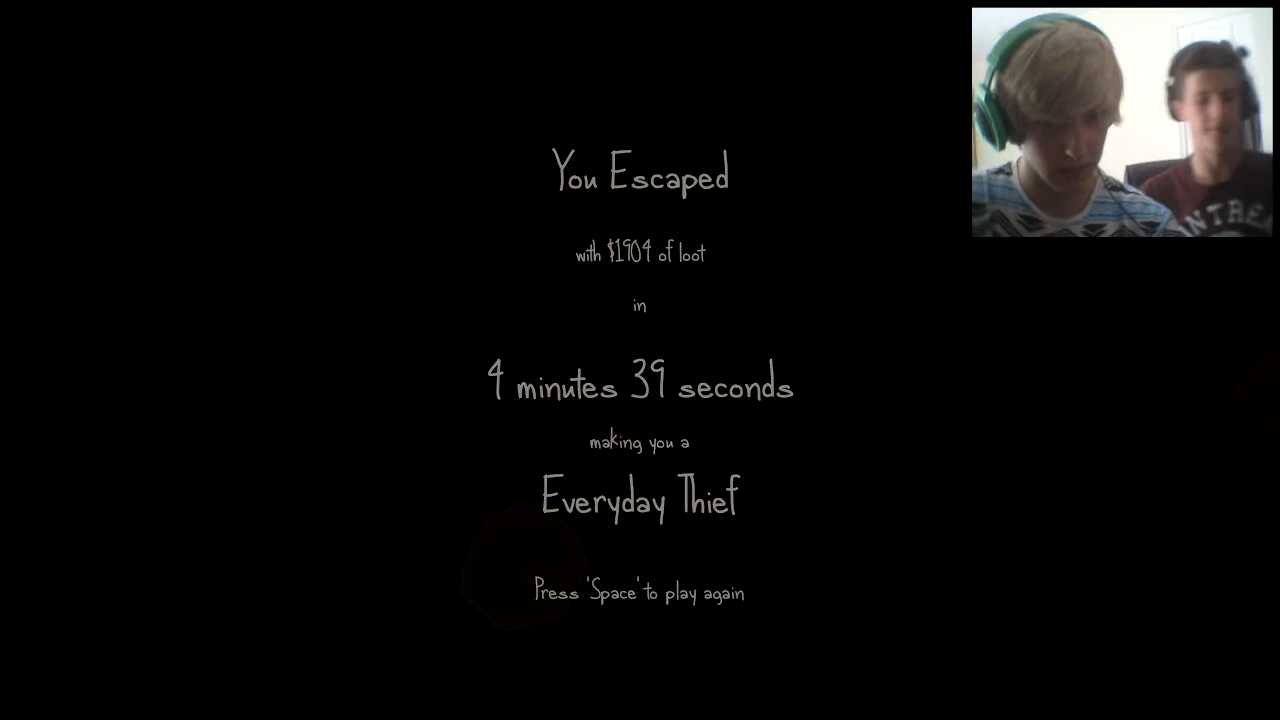 You Escaped
with $1904 of loot
in
4 minutes 39 seconds
making you a
Everyday Thief
Press 'Space' to play again